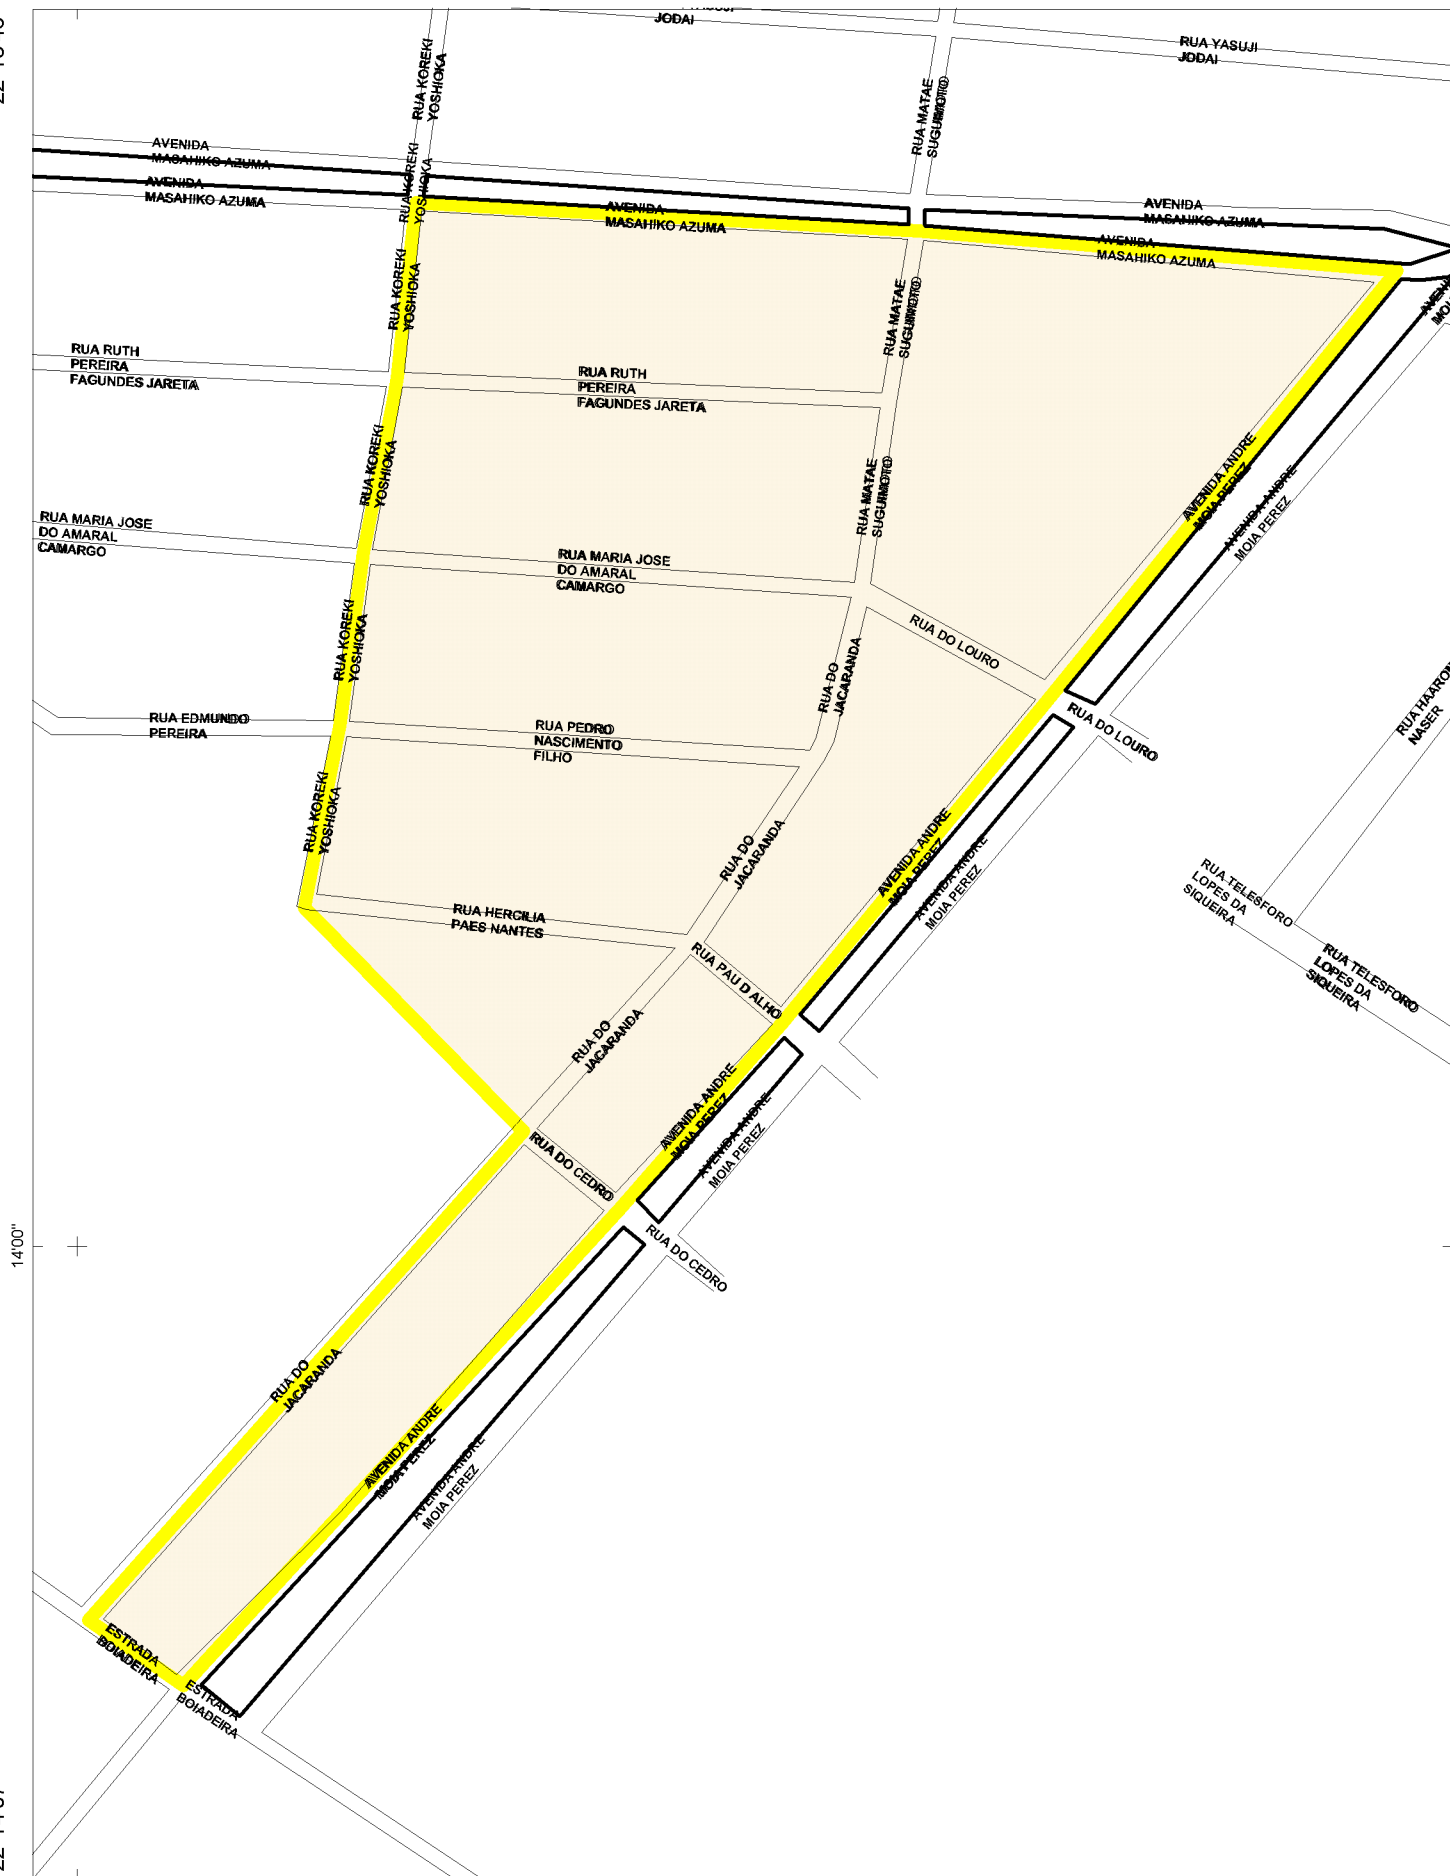 JODAI
RUA YASUJI
JODAI
RUA KOREKI
YOSHIOKA
RUA MATAE
SUGUIMOTO
AVENIDA
MASAHIKO AZUMA
AVENIDA
MASAHIKO AZUMA
RUA KOREKI
YOSHIOKA
AVENIDA
MASAHIKO AZUMA
AVENIDA
MASAHIKO AZUMA
AVENIDA
MASAHIKO AZUMA
RUA KOREKI
YOSHIOKA
RUA MATAE
SUGUIMOTO
RUA RUTH
PEREIRA
FAGUNDES JARETA
RUA RUTH
PEREIRA
FAGUNDES JARETA
RUA KOREKI
YOSHIOKA
RUA MATAE
SUGUIMOTO
AVENIDA ANDRE
MOIA PEREZ
AVENIDA ANDRE
MOIA PEREZ
RUA MARIA JOSE
DO AMARAL
CAMARGO
RUA MARIA JOSE
DO AMARAL
CAMARGO
RUA KOREKI
YOSHIOKA
RUA DO LOURO
RUA DO
JACARANDA
RUA HAARON
NASER
RUA EDMUNDO
PEREIRA
RUA PEDRO
NASCIMENTO
FILHO
RUA DO LOURO
RUA KOREKI
YOSHIOKA
RUA DO
JACARANDA
AVENIDA ANDRE
MOIA PEREZ
AVENIDA ANDRE
MOIA PEREZ
RUA TELESFORO
LOPES DA
SIQUEIRA
RUA HERCILIA
PAES NANTES
RUA PAU D ALHO
RUA TELESFORO
LOPES DA
SIQUEIRA
RUA DO
JACARANDA
AVENIDA ANDRE
MOIA PEREZ
AVENIDA ANDRE
MOIA PEREZ
RUA DO CEDRO
RUA DO CEDRO
14'00"
RUA DO
JACARANDA
AVENIDA ANDRE
MOIA PEREZ
AVENIDA ANDRE
MOIA PEREZ
ESTRADA
BOIADEIRA
ESTRADA
BOIADEIRA